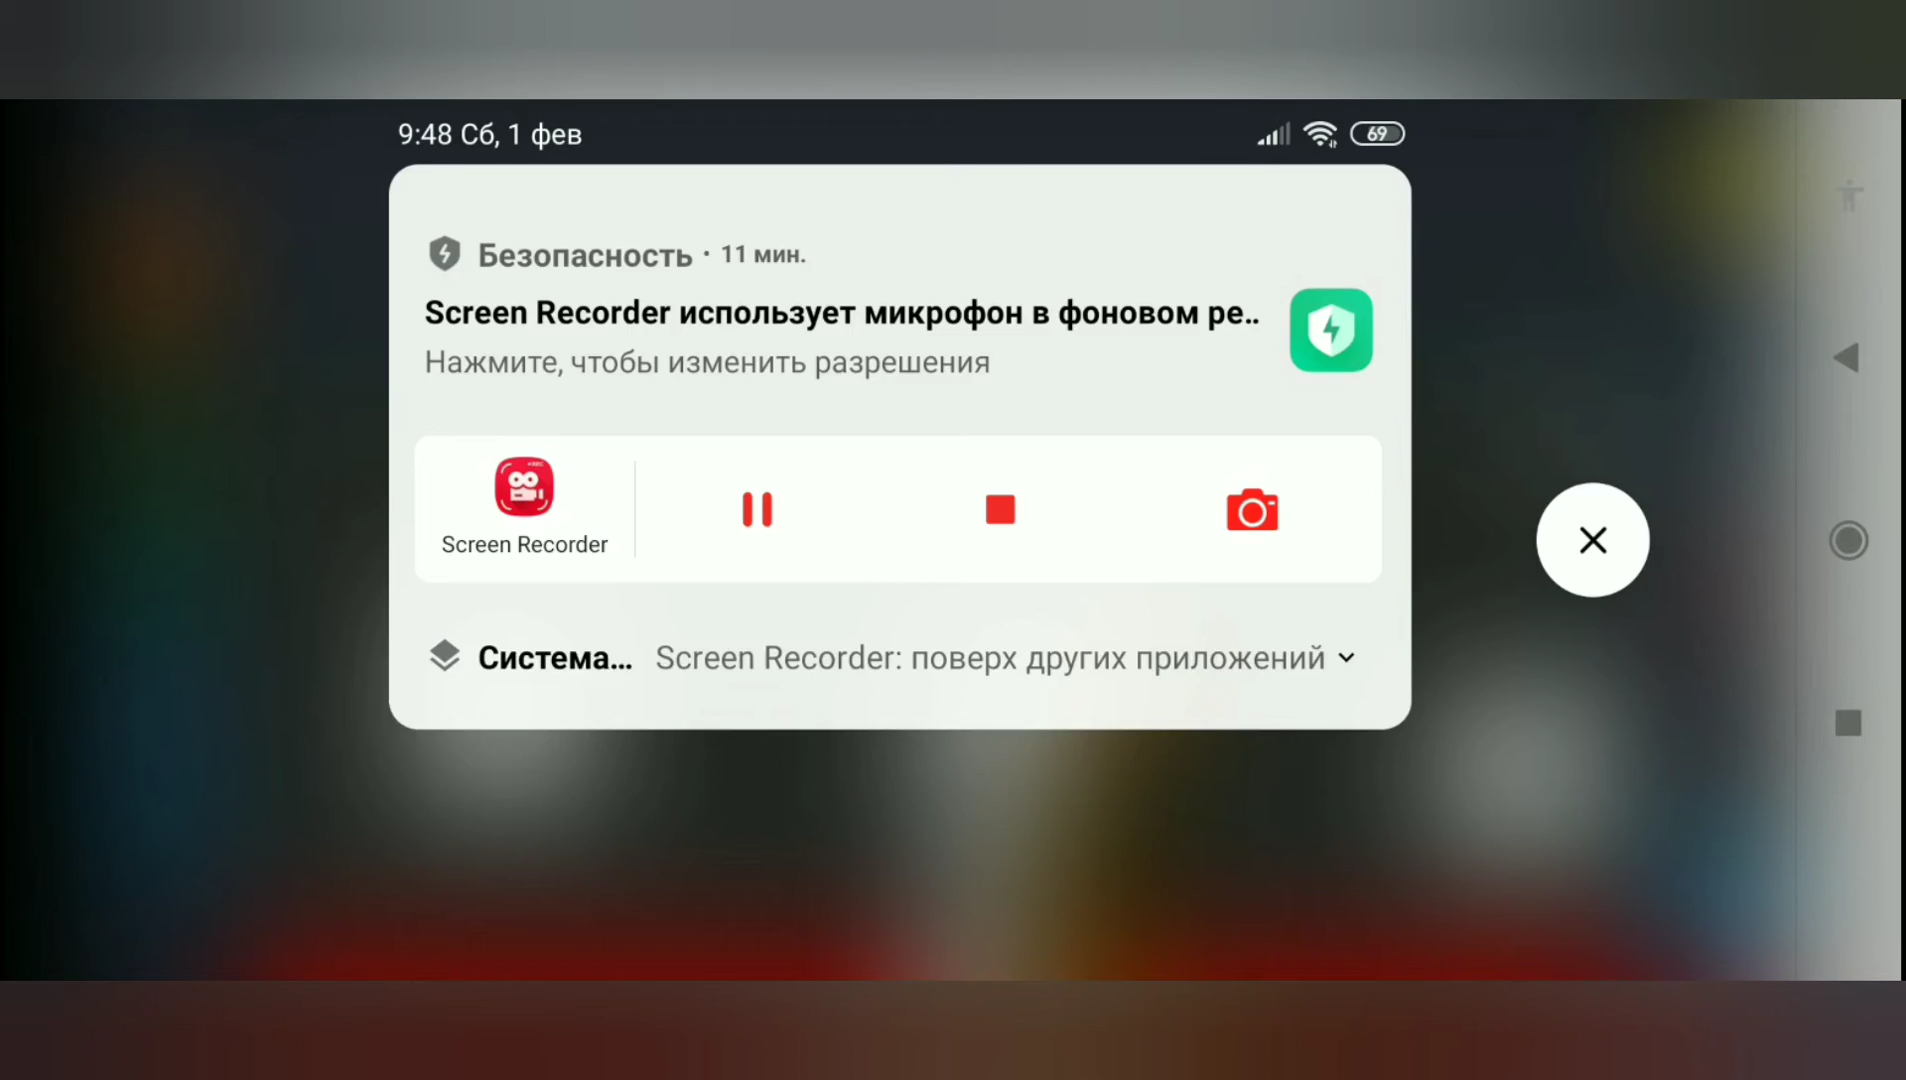 9:48 Сб, 1 фев
69
Безопасность · 11 мин.
Screen Recorder использует микрофон в фоновом ре..
Нажмите, чтобы изменить разрешения
Screen Recorder
Система... Screen Recorder: поверх других приложений